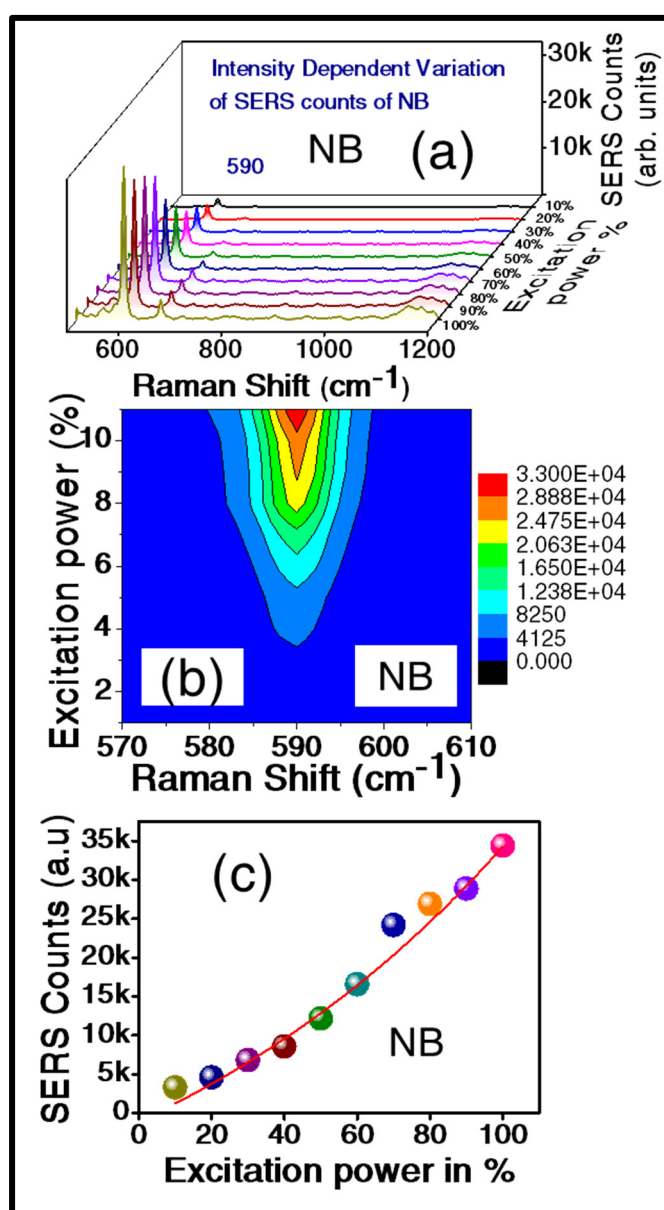 Intensity Dependent Variation
of SERS counts of NB
NB
(a)
590
30k
20k
10k
SERS Counts
(arb. units)
10%
20%
30%
40%
50%
60%
70%
80%
90%
100%
Excitation
power %
600
800
1000
1200
Raman Shift (cm⁻¹)
Excitation power (%)
10
8
6
4
2
(b)
NB
570
580
590
600
610
Raman Shift (cm⁻¹)
3.300E+04
2.888E+04
2.475E+04
2.063E+04
1.650E+04
1.238E+04
8250
4125
0.000
SERS Counts (a.u)
35k
30k
25k
20k
15k
10k
5k
0
(c)
NB
0
20
40
60
80
100
Excitation power in %